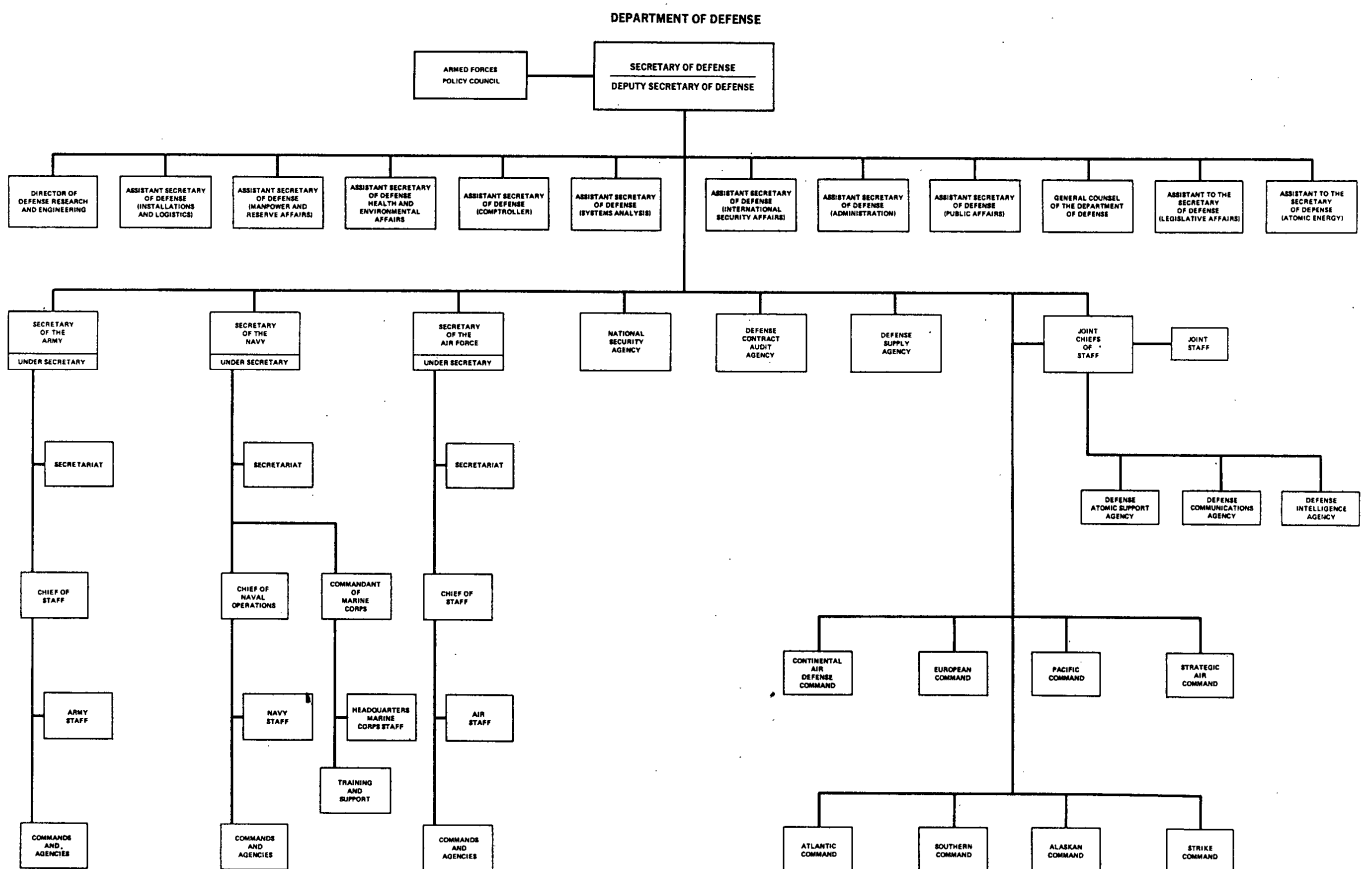 DEPARTMENT OF DEFENSE
ARMED FORCES
POLICY COUNCIL
SECRETARY OF DEFENSE
DEPUTY SECRETARY OF DEFENSE
DIRECTOR OF
DEFENSE RESEARCH
AND ENGINEERING
ASSISTANT SECRETARY
OF DEFENSE
(INSTALLATIONS
AND LOGISTICS)
ASSISTANT SECRETARY
OF DEFENSE
(MANPOWER AND
RESERVE AFFAIRS)
ASSISTANT SECRETARY
OF DEFENSE
HEALTH AND
ENVIRONMENTAL
AFFAIRS
ASSISTANT SECRETARY
OF DEFENSE
(COMPTROLLER)
ASSISTANT SECRETARY
OF DEFENSE
(SYSTEMS ANALYSIS)
ASSISTANT SECRETARY
OF DEFENSE
(INTERNATIONAL
SECURITY AFFAIRS)
ASSISTANT SECRETARY
OF DEFENSE
(ADMINISTRATION)
ASSISTANT SECRETARY
OF DEFENSE
(PUBLIC AFFAIRS)
GENERAL COUNSEL
OF THE DEPARTMENT
OF DEFENSE
ASSISTANT TO THE
SECRETARY
OF DEFENSE
(LEGISLATIVE AFFAIRS)
ASSISTANT TO THE
SECRETARY
OF DEFENSE
(ATOMIC ENERGY)
SECRETARY
OF THE
ARMY
UNDER SECRETARY
SECRETARY
OF THE
NAVY
UNDER SECRETARY
SECRETARY
OF THE
AIR FORCE
UNDER SECRETARY
NATIONAL
SECURITY
AGENCY
DEFENSE
CONTRACT
AUDIT
AGENCY
DEFENSE
SUPPLY
AGENCY
JOINT
CHIEFS
OF
STAFF
JOINT
STAFF
SECRETARIAT
SECRETARIAT
SECRETARIAT
DEFENSE
ATOMIC SUPPORT
AGENCY
DEFENSE
COMMUNICATIONS
AGENCY
DEFENSE
INTELLIGENCE
AGENCY
CHIEF OF
STAFF
CHIEF OF
NAVAL
OPERATIONS
COMMANDANT
OF
MARINE
CORPS
CHIEF OF
STAFF
CONTINENTAL
AIR
DEFENSE
COMMAND
EUROPEAN
COMMAND
PACIFIC
COMMAND
STRATEGIC
AIR
COMMAND
ARMY
STAFF
NAVY
STAFF
HEADQUARTERS
MARINE
CORPS STAFF
AIR
STAFF
TRAINING
AND
SUPPORT
COMMANDS
AND
AGENCIES
COMMANDS
AND
AGENCIES
COMMANDS
AND
AGENCIES
ATLANTIC
COMMAND
SOUTHERN
COMMAND
ALASKAN
COMMAND
STRIKE
COMMAND